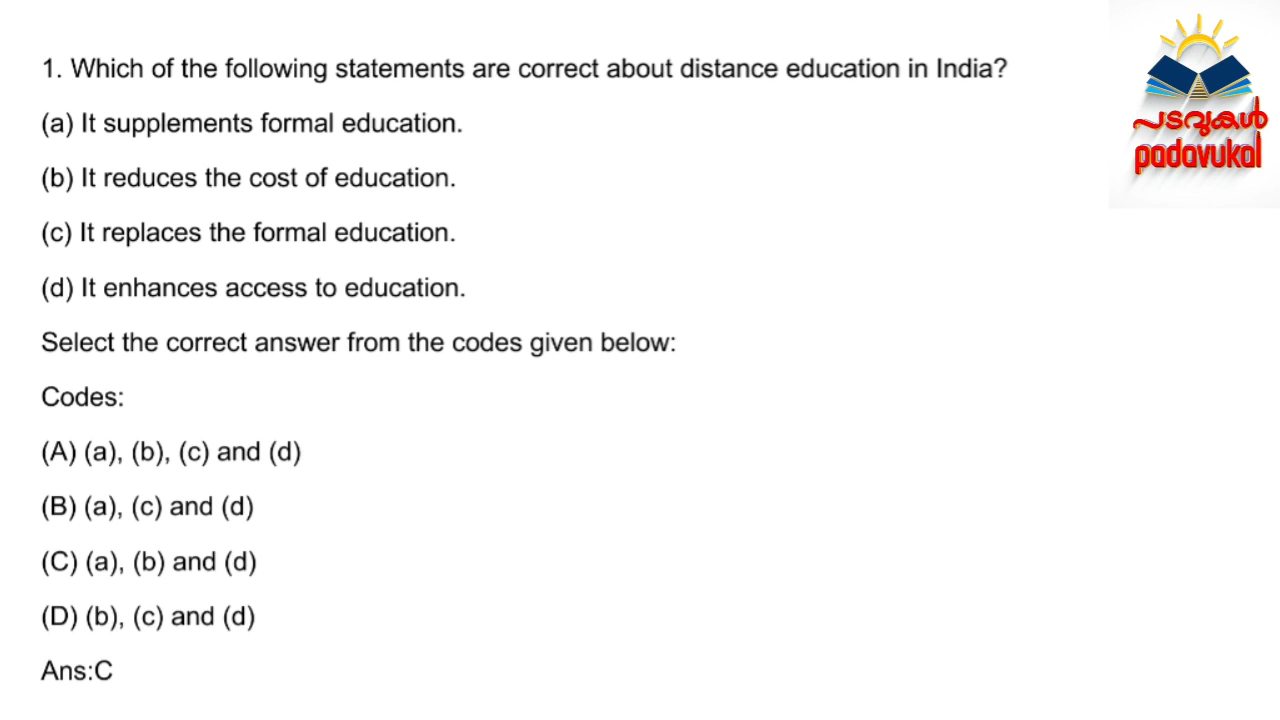 1. Which of the following statements are correct about distance education in India?
(a) It supplements formal education.
(b) It reduces the cost of education.
(c) It replaces the formal education.
(d) It enhances access to education.
Select the correct answer from the codes given below:
Codes:
(A) (a), (b), (c) and (d)
(B) (a), (c) and (d)
(C) (a), (b) and (d)
(D) (b), (c) and (d)
Ans:C
പടവുകൾ
padavukal